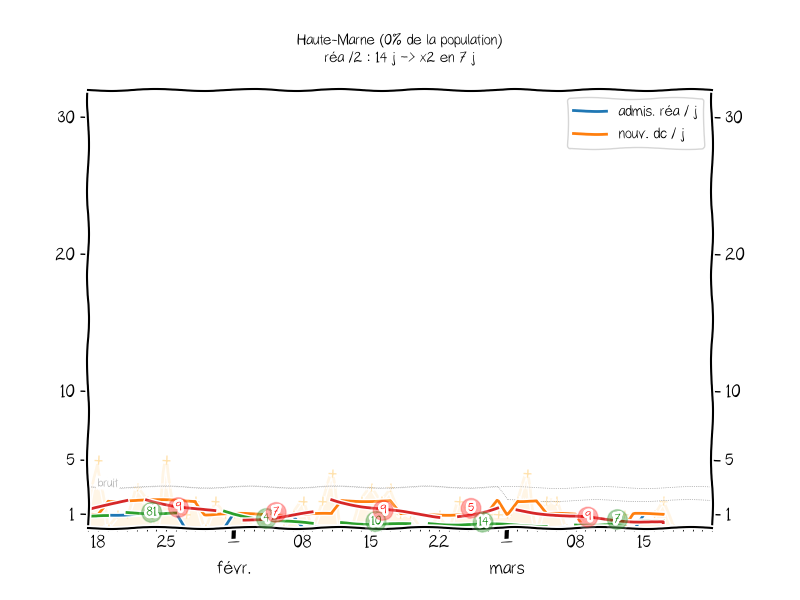 Haute-Marne (0% de la population)
réa /2 : 14 j -> x2 en 7 j
admis. réa / j
nouv. dc / j
30 30
20 20
10 10
5 5
1 1
bruit
81 9 4 7 10 9 5 14 9 7
18 25 1 08 15 22 1 08 15
févr. mars